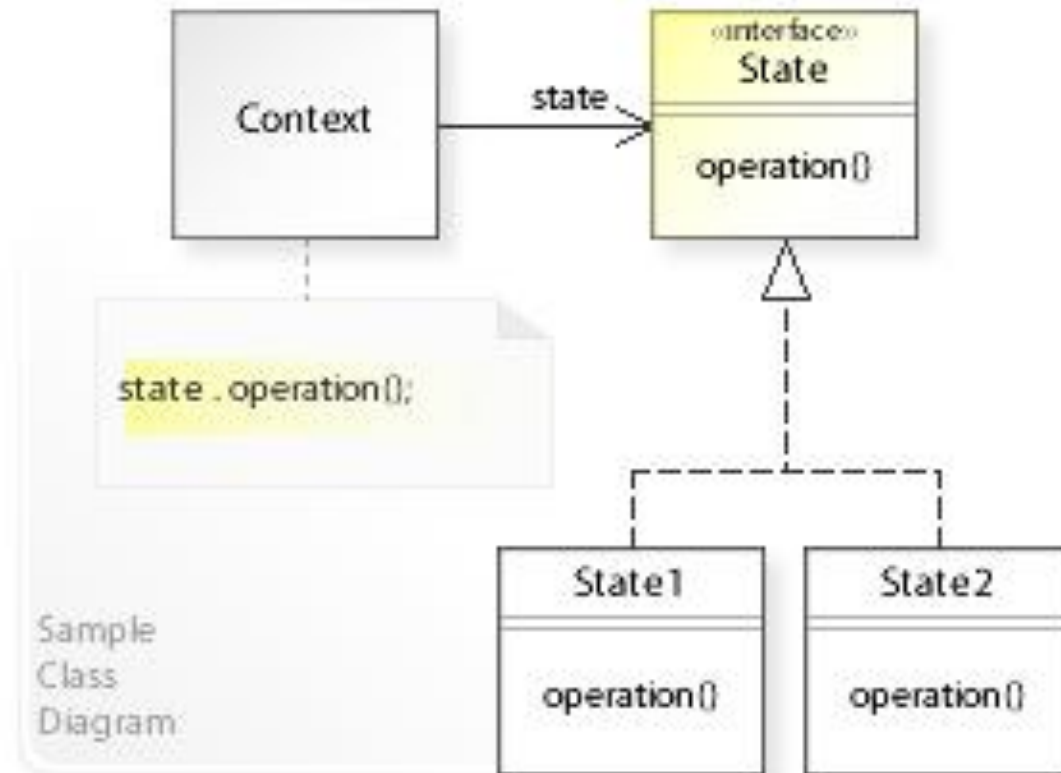 Context
state
«interface»
State
operation()
state . operation();
State1
operation()
State2
operation()
Sample
Class
Diagram